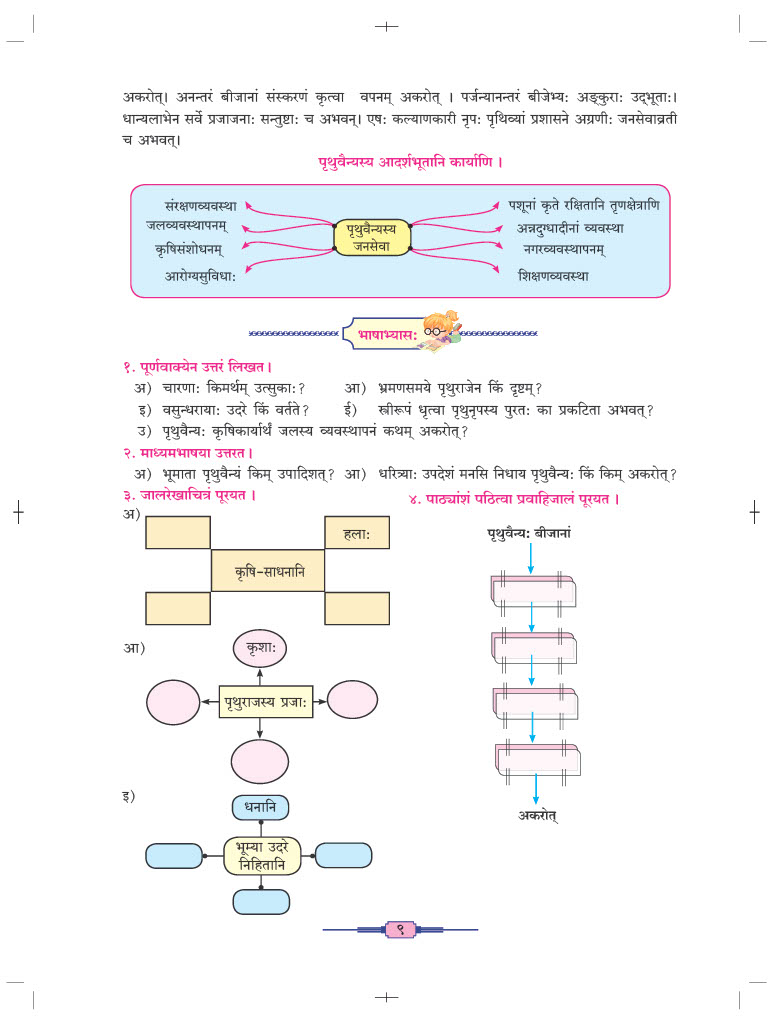 अकरोत्। अनन्तरं बीजानां संस्करणं कृत्वा वपनम् अकरोत् । पर्जन्यानन्तरं बीजेभ्यः अङ्कुराः उद्भूताः।
धान्यलाभेन सर्वे प्रजाजनाः सन्तुष्टाः च अभवन्। एषः कल्याणकारी नृपः पृथिव्यां प्रशासने अग्रणीः जनसेवाव्रती
च अभवत्।
पृथुवैन्यस्य आदर्शभूतानि कार्याणि ।
संरक्षणव्यवस्था
जलव्यवस्थापनम्
कृषिसंशोधनम्
आरोग्यसुविधाः
पृथुवैन्यस्य
जनसेवा
पशूनां कृते रक्षितानि तृणक्षेत्राणि
अन्नदुग्धादीनां व्यवस्था
नगरव्यवस्थापनम्
शिक्षणव्यवस्था
भाषाभ्यासः
१. पूर्णवाक्येन उत्तरं लिखत।
अ) चारणाः किमर्थम् उत्सुकाः? आ) भ्रमणसमये पृथुराजेन किं दृष्टम्?
इ) वसुन्धरायाः उदरे किं वर्तते? ई) स्त्रीरूपं धृत्वा पृथुनृपस्य पुरतः का प्रकटिता अभवत्?
उ) पृथुवैन्यः कृषिकार्यार्थं जलस्य व्यवस्थापनं कथम् अकरोत्?
२. माध्यमभाषया उत्तरत।
अ) भूमाता पृथुवैन्यं किम् उपादिशत्? आ) धरित्र्याः उपदेशं मनसि निधाय पृथुवैन्यः किं किम् अकरोत्?
३. जालरेखाचित्रं पूरयत ।
अ)
हलाः
कृषि-साधनानि
आ)
कृशाः
पृथुराजस्य प्रजाः
इ)
धनानि
भूम्या उदरे
निहितानि
४. पाठ्यांशं पठित्वा प्रवाहिजालं पूरयत ।
पृथुवैन्यः बीजानां
अकरोत्
९